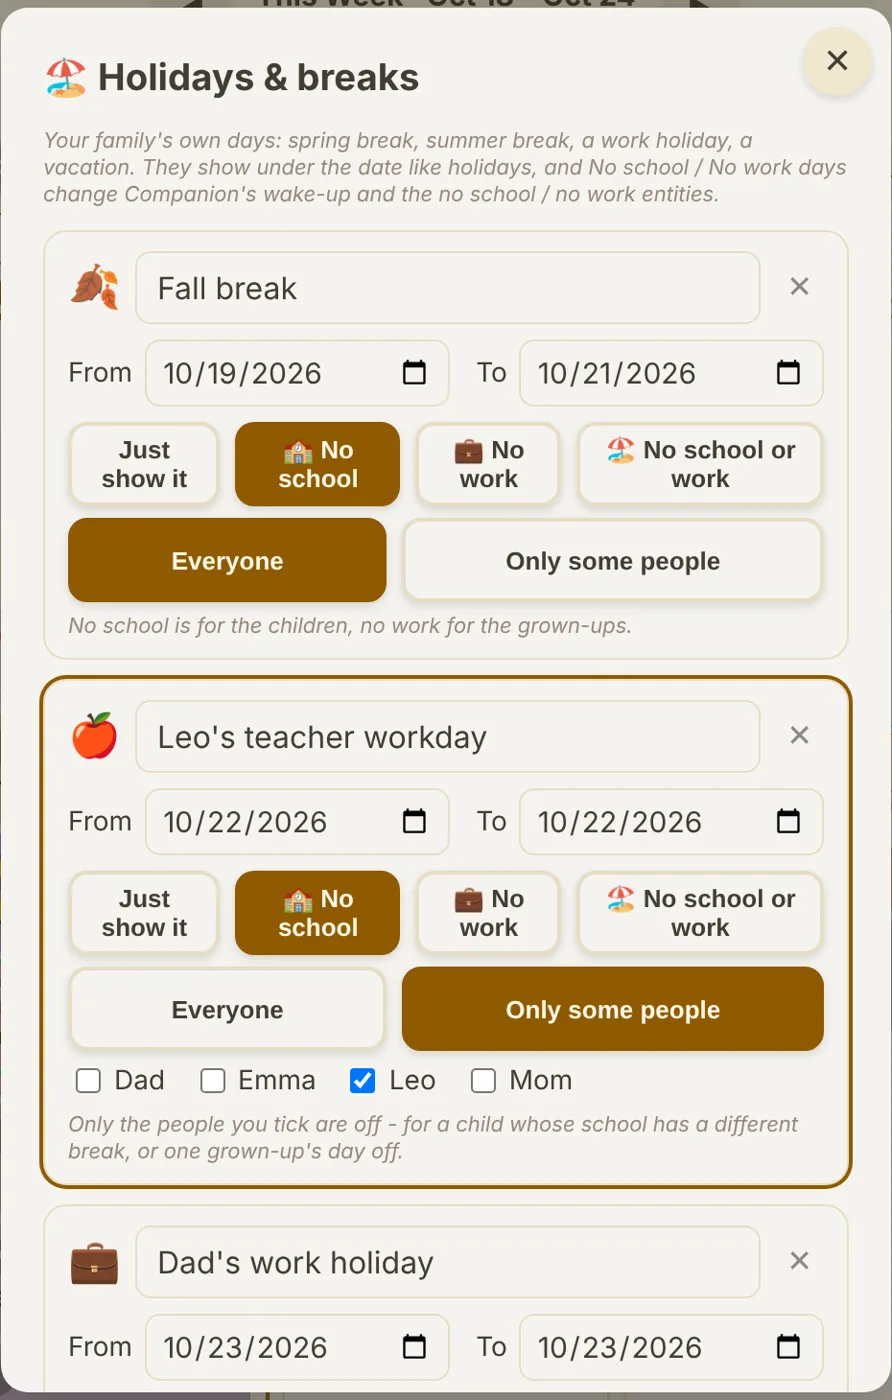 This Week Oct 18 - Oct 24
Holidays & breaks
Your family's own days: spring break, summer break, a work holiday, a
vacation. They show under the date like holidays, and No school / No work days
change Companion's wake-up and the no school / no work entities.
Fall break
From 10/19/2026 To 10/21/2026
Just show it
No school
No work
No school or work
Everyone
Only some people
No school is for the children, no work for the grown-ups.
Leo's teacher workday
From 10/22/2026 To 10/22/2026
Just show it
No school
No work
No school or work
Everyone
Only some people
Dad Emma Leo Mom
Only the people you tick are off - for a child whose school has a different
break, or one grown-up's day off.
Dad's work holiday
From 10/23/2026 To 10/23/2026